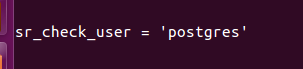 sr_check_user = 'postgres'